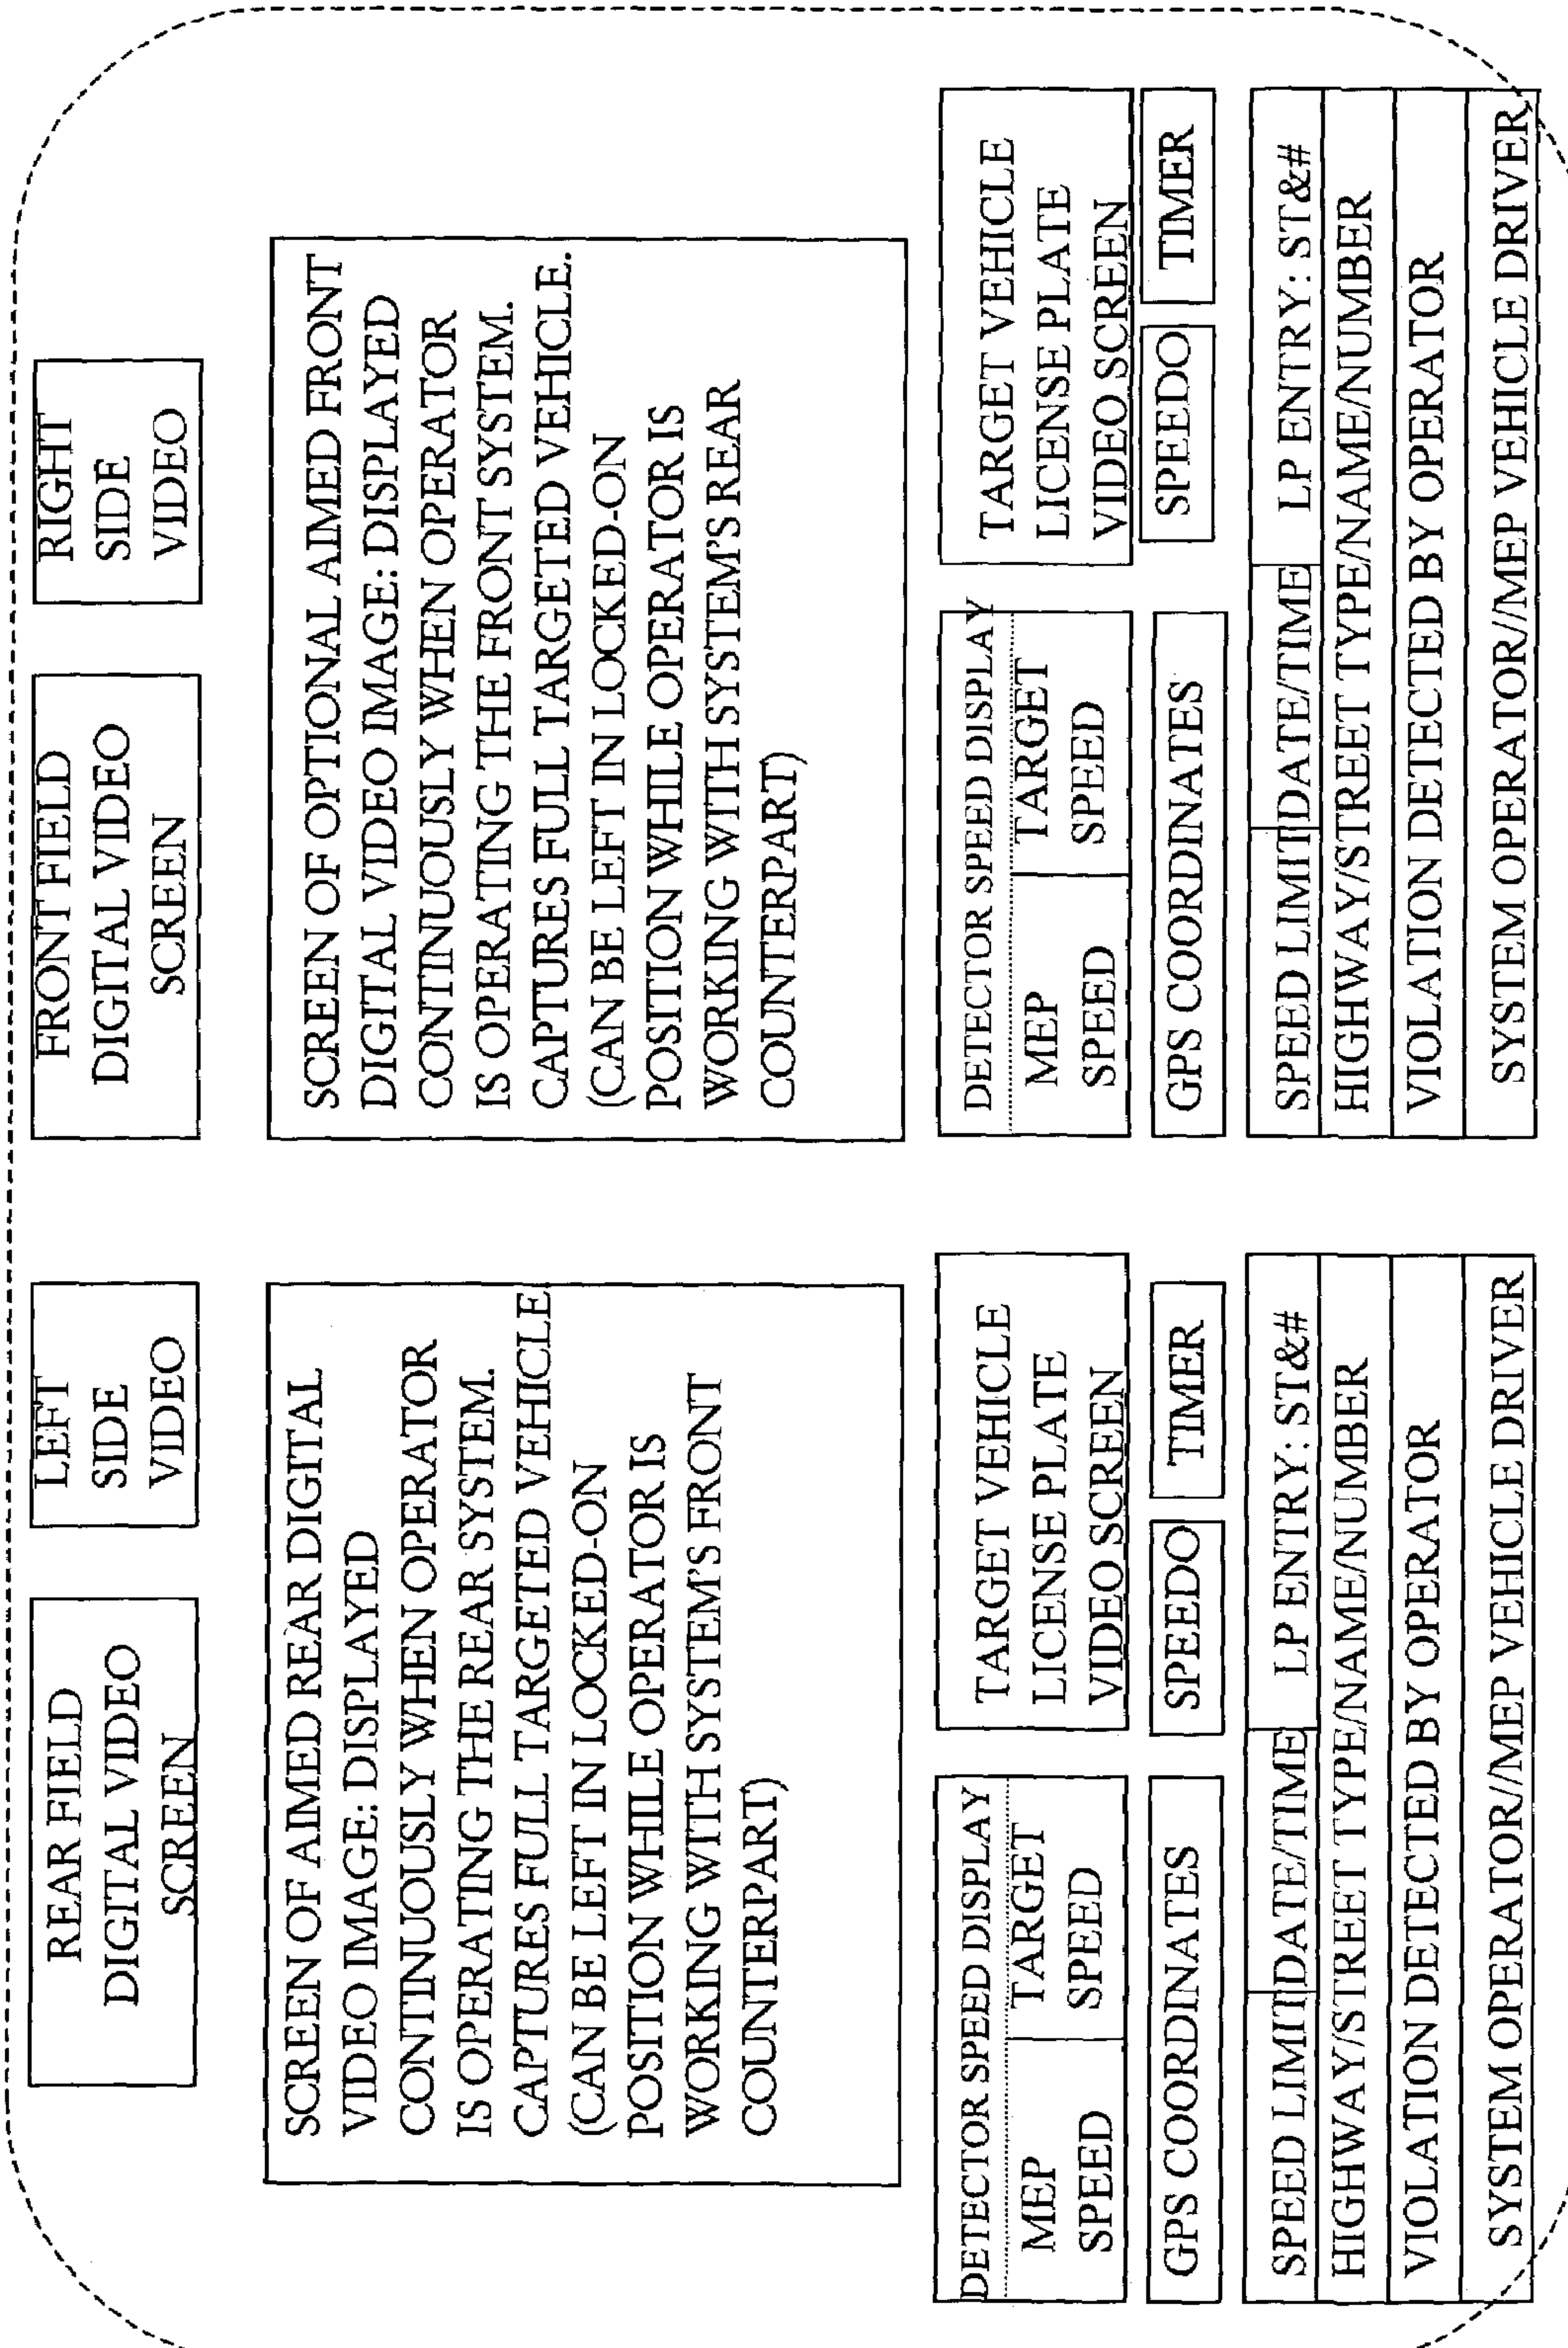 REAR FIELD
DIGITAL VIDEO
SCREEN
LEFT
SIDE
VIDEO
FRONT FIELD
DIGITAL VIDEO
SCREEN
RIGHT
SIDE
VIDEO
SCREEN OF AIMED REAR DIGITAL
VIDEO IMAGE: DISPLAYED
CONTINUOUSLY WHEN OPERATOR
IS OPERATING THE REAR SYSTEM.
CAPTURES FULL TARGETED VEHICLE
(CAN BE LEFT IN LOCKED-ON
POSITION WHILE OPERATOR IS
WORKING WITH SYSTEM'S FRONT
COUNTERPART)
SCREEN OF OPTIONAL AIMED FRONT
DIGITAL VIDEO IMAGE: DISPLAYED
CONTINUOUSLY WHEN OPERATOR
IS OPERATING THE FRONT SYSTEM.
CAPTURES FULL TARGETED VEHICLE.
(CAN BE LEFT IN LOCKED-ON
POSITION WHILE OPERATOR IS
WORKING WITH SYSTEM'S REAR
COUNTERPART)
DETECTOR SPEED DISPLAY
MEP
SPEED
TARGET
SPEED
TARGET VEHICLE
LICENSE PLATE
VIDEO SCREEN
GPS COORDINATES
SPEEDO
TIMER
SPEED LIMIT
DATE/TIME
LP ENTRY: ST&#
HIGHWAY/STREET TYPE/NAME/NUMBER
VIOLATION DETECTED BY OPERATOR
SYSTEM OPERATOR//MEP VEHICLE DRIVER
DETECTOR SPEED DISPLAY
MEP
SPEED
TARGET
SPEED
TARGET VEHICLE
LICENSE PLATE
VIDEO SCREEN
GPS COORDINATES
SPEEDO
TIMER
SPEED LIMIT
DATE/TIME
LP ENTRY: ST&#
HIGHWAY/STREET TYPE/NAME/NUMBER
VIOLATION DETECTED BY OPERATOR
SYSTEM OPERATOR//MEP VEHICLE DRIVER